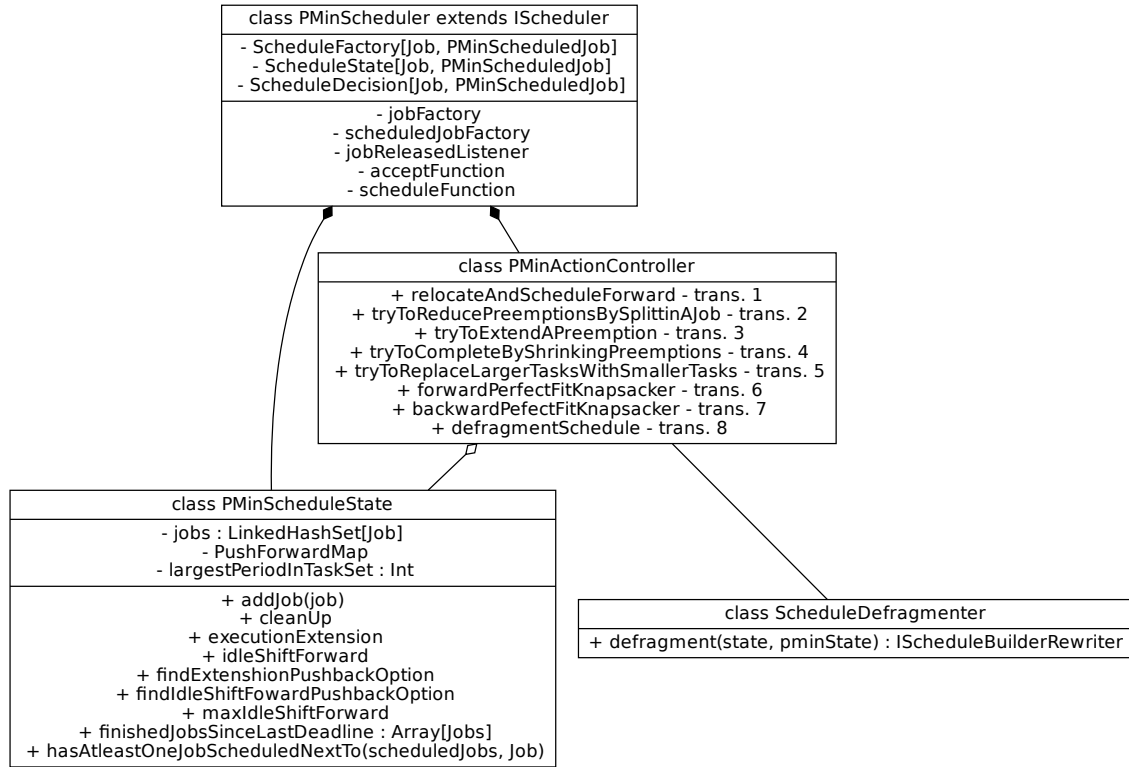 class PMinScheduler extends IScheduler
- ScheduleFactory[Job, PMinScheduledJob]
- ScheduleState[Job, PMinScheduledJob]
- ScheduleDecision[Job, PMinScheduledJob]
- jobFactory
- scheduledJobFactory
- jobReleasedListener
- acceptFunction
- scheduleFunction
class PMinActionController
+ relocateAndScheduleForward - trans. 1
+ tryToReducePreemptionsBySplittinAJob - trans. 2
+ tryToExtendAPreemption - trans. 3
+ tryToCompleteByShrinkingPreemptions - trans. 4
+ tryToReplaceLargerTasksWithSmallerTasks - trans. 5
+ forwardPerfectFitKnapsacker - trans. 6
+ backwardPefectFitKnapsacker - trans. 7
+ defragmentSchedule - trans. 8
class PMinScheduleState
- jobs : LinkedHashSet[Job]
- PushForwardMap
- largestPeriodInTaskSet : Int
+ addJob(job)
+ cleanUp
+ executionExtension
+ idleShiftForward
+ findExtenshionPushbackOption
+ findIdleShiftFowardPushbackOption
+ maxIdleShiftForward
+ finishedJobsSinceLastDeadline : Array[Jobs]
+ hasAtleastOneJobScheduledNextTo(scheduledJobs, Job)
class ScheduleDefragmenter
+ defragment(state, pminState) : IScheduleBuilderRewriter